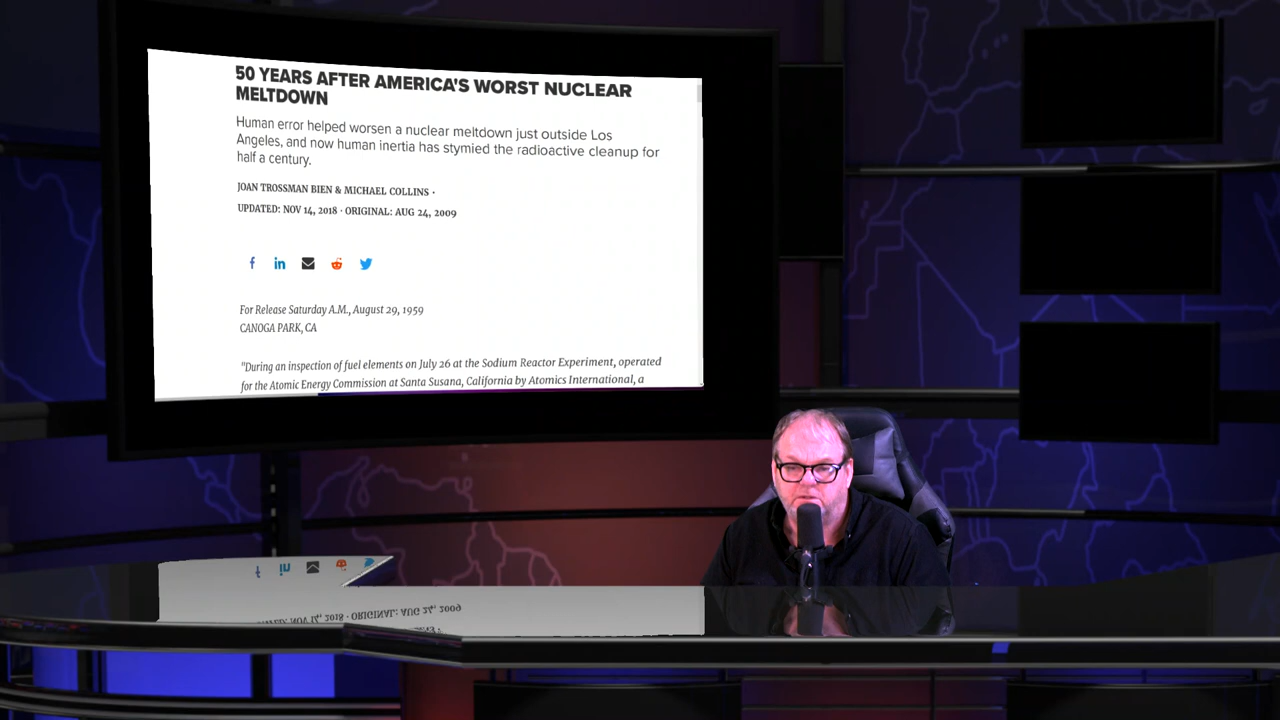 50 YEARS AFTER AMERICA'S WORST NUCLEAR
MELTDOWN
Human error helped worsen a nuclear meltdown just outside Los
Angeles, and now human inertia has stymied the radioactive cleanup for
half a century.
JOAN TROSSMAN BIEN & MICHAEL COLLINS ·
UPDATED: NOV 14, 2018 · ORIGINAL: AUG 24, 2009
For Release Saturday A.M., August 29, 1959
CANOGA PARK, CA
"During an inspection of fuel elements on July 26 at the Sodium Reactor Experiment, operated
for the Atomic Energy Commission at Santa Susana, California by Atomics International, a